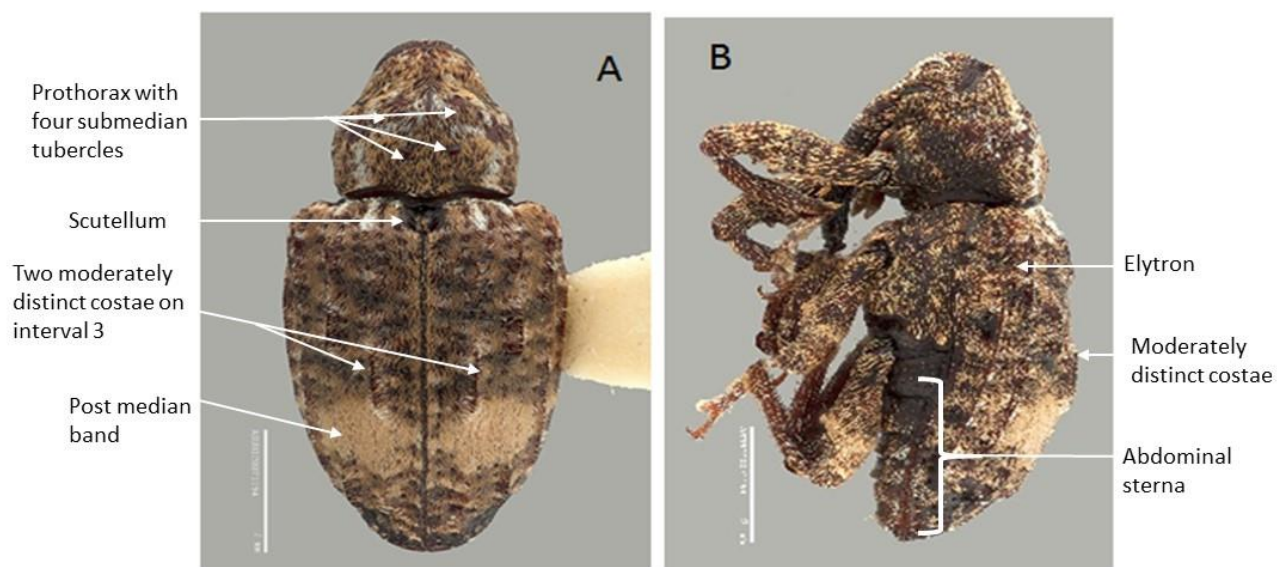 A
B
Prothorax with
four submedian
tubercles
Scutellum
Two moderately
distinct costae on
interval 3
Post median
band
Elytron
Moderately
distinct costae
Abdominal
sterna